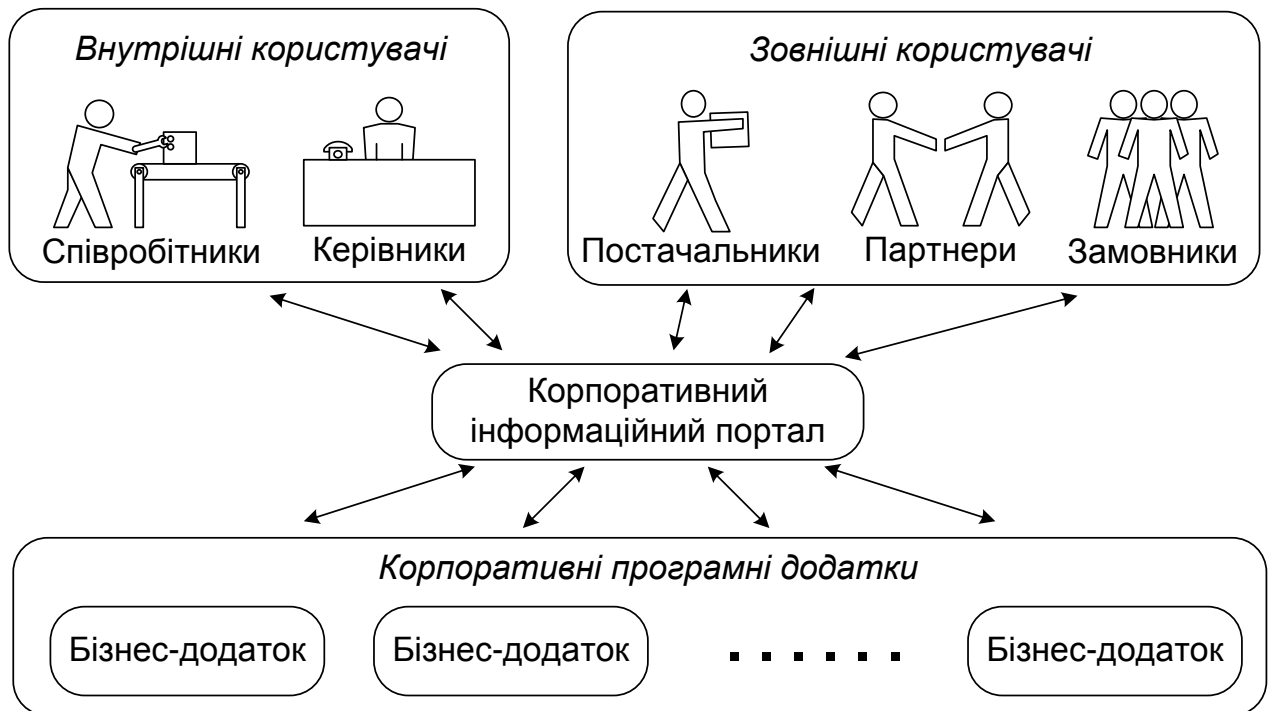 Внутрішні користувачі
Співробітники
Керівники
Зовнішні користувачі
Постачальники
Партнери
Замовники
Корпоративний
інформаційний портал
Корпоративні програмні додатки
Бізнес-додаток
Бізнес-додаток
......
Бізнес-додаток